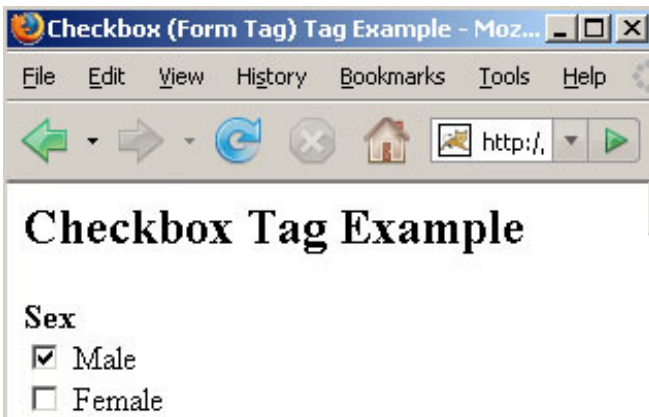 Checkbox (Form Tag) Tag Example - Moz...
File Edit View History Bookmarks Tools Help
http:/,
Checkbox Tag Example
Sex
Male
Female